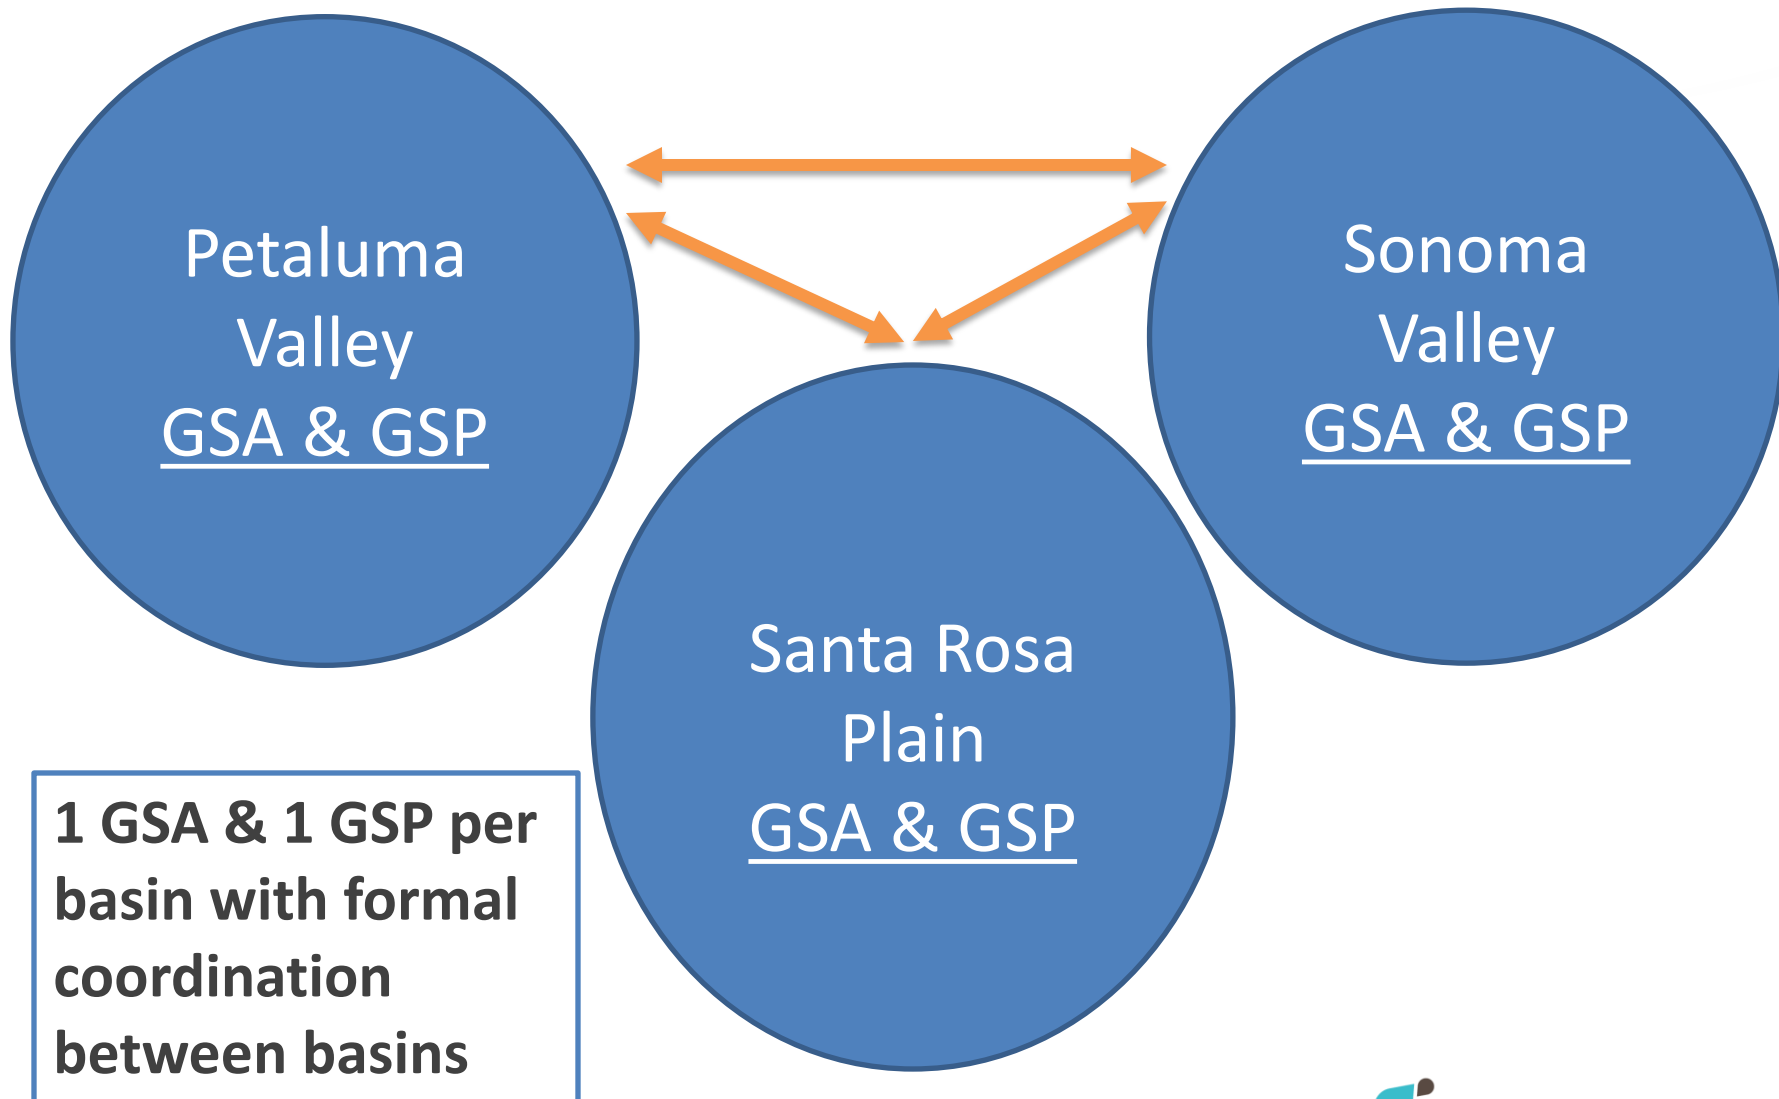 Petaluma
Valley
GSA & GSP
Sonoma
Valley
GSA & GSP
Santa Rosa
Plain
GSA & GSP
1 GSA & 1 GSP per
basin with formal
coordination
between basins